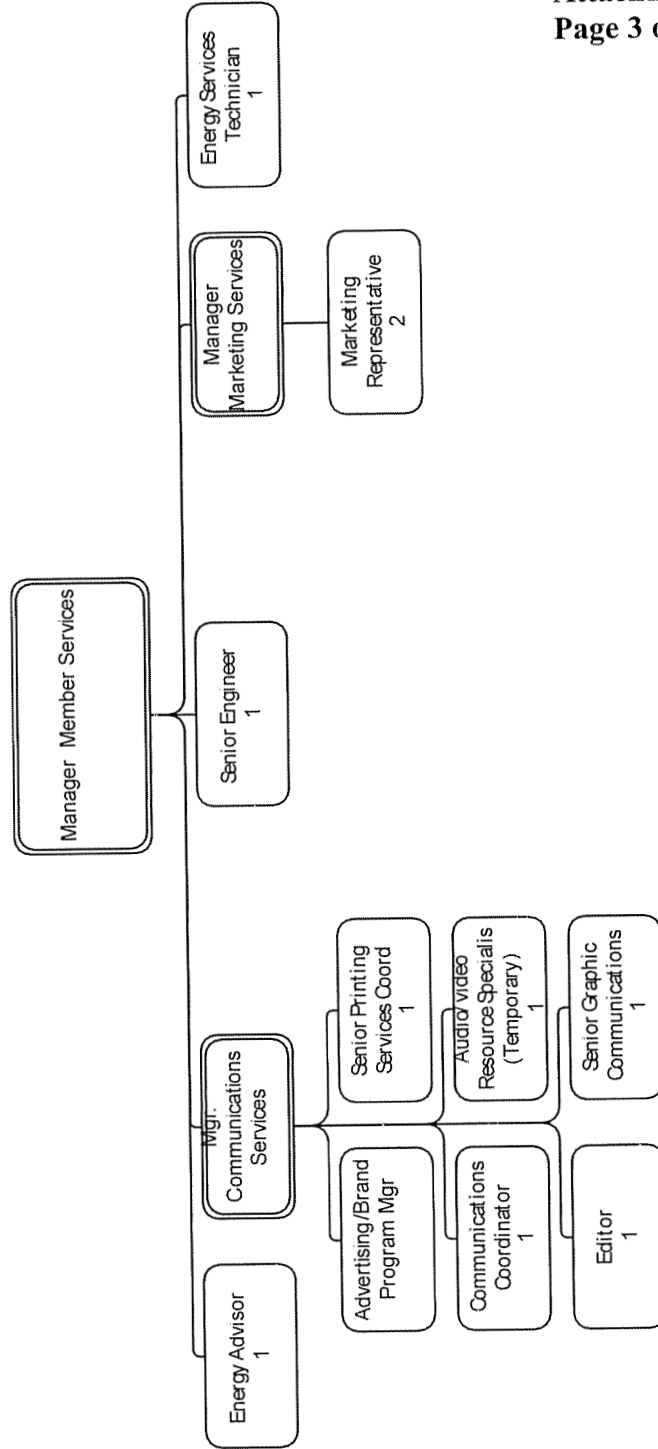 Page 3 o
Manager Member Services
Energy Advisor
1
Mgr.
Communications
Services
Senior Engineer
1
Manager
Marketing Services
Energy Services
Technician
1
Advertising/Brand
Program Mgr
Senior Printing
Services Coord
1
Communications
Coordinator
1
Audio/video
Resource Specialis
(Temporary)
1
Editor
1
Senior Graphic
Communications
1
Marketing
Representative
2